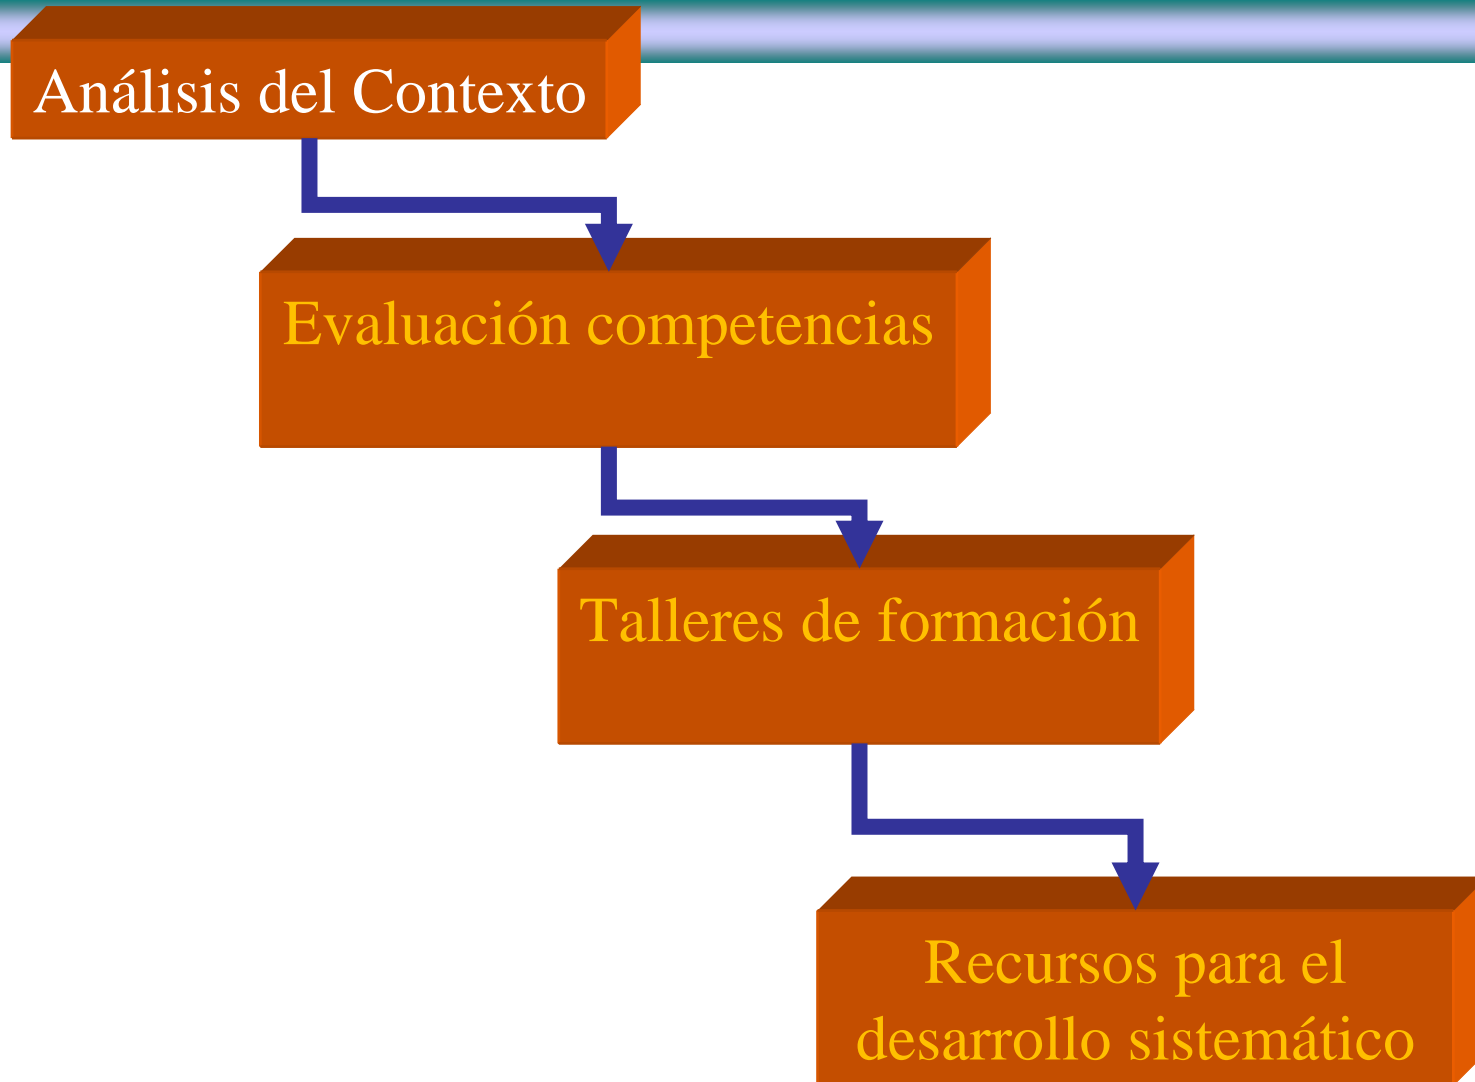 Análisis del Contexto
Evaluación competencias
Talleres de formación
Recursos para el
desarrollo sistemático